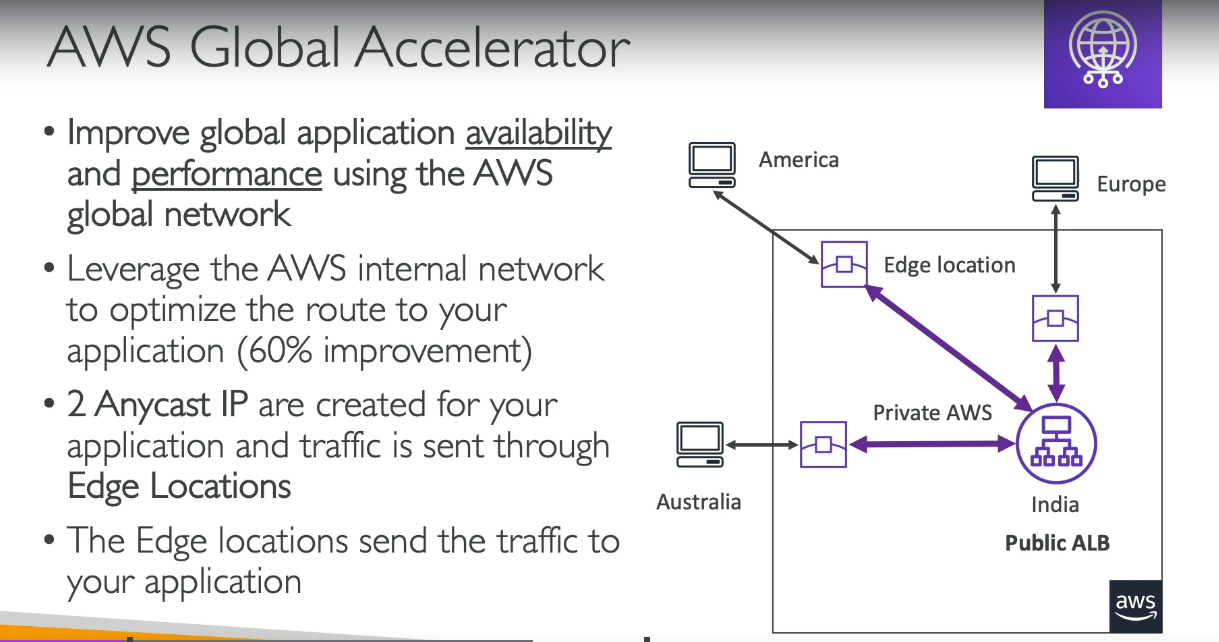 AWS Global Accelerator
• Improve global application availability
and performance using the AWS
global network
• Leverage the AWS internal network
to optimize the route to your
application (60% improvement)
• 2 Anycast IP are created for your
application and traffic is sent through
Edge Locations
• The Edge locations send the traffic to
your application
America
Europe
Edge location
Private AWS
Australia
India
Public ALB
aws